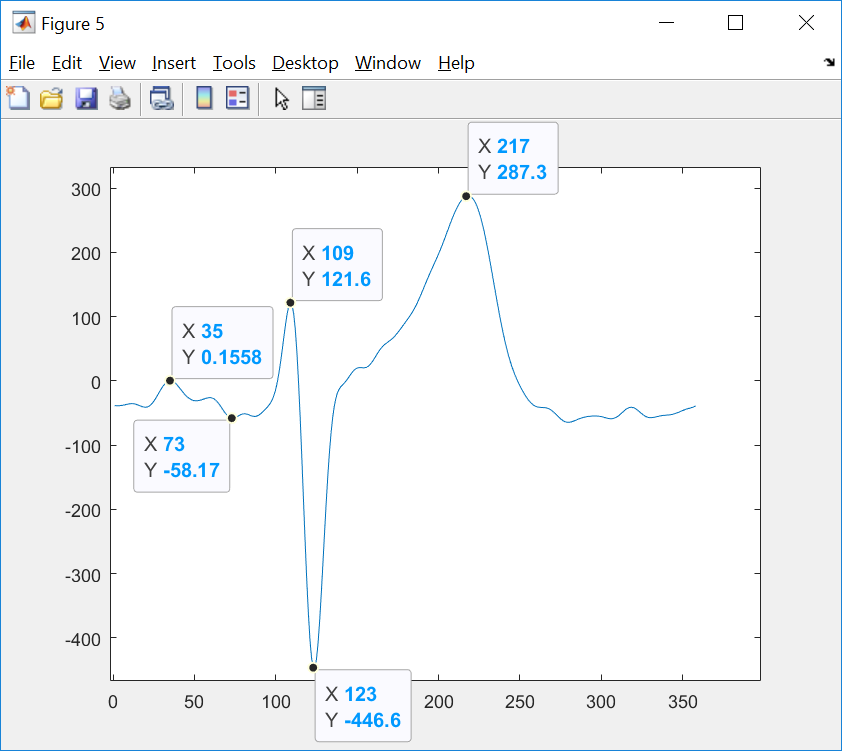 Figure 5
File Edit View Insert Tools Desktop Window Help
X 217
Y 287.3
X 109
Y 121.6
X 35
Y 0.1558
X 73
Y -58.17
X 123
Y -446.6
300
200
100
0
-100
-200
-300
-400
0 50 100 200 250 300 350